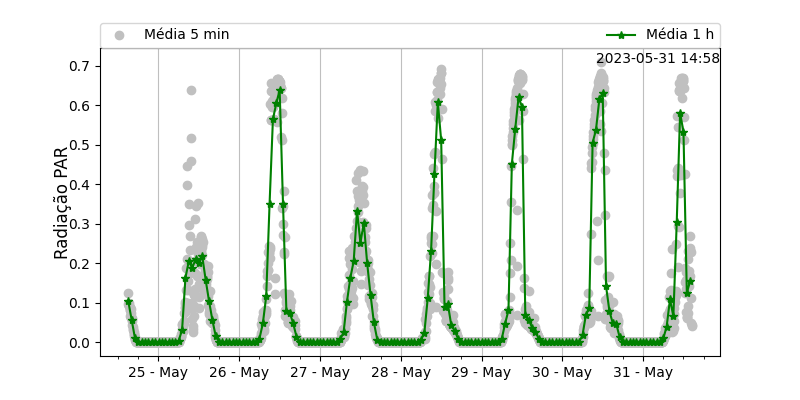 Média 5 min
Média 1 h
2023-05-31 14:58
Radiação PAR
0.7
0.6
0.5
0.4
0.3
0.2
0.1
0.0
25 - May
26 - May
27 - May
28 - May
29 - May
30 - May
31 - May